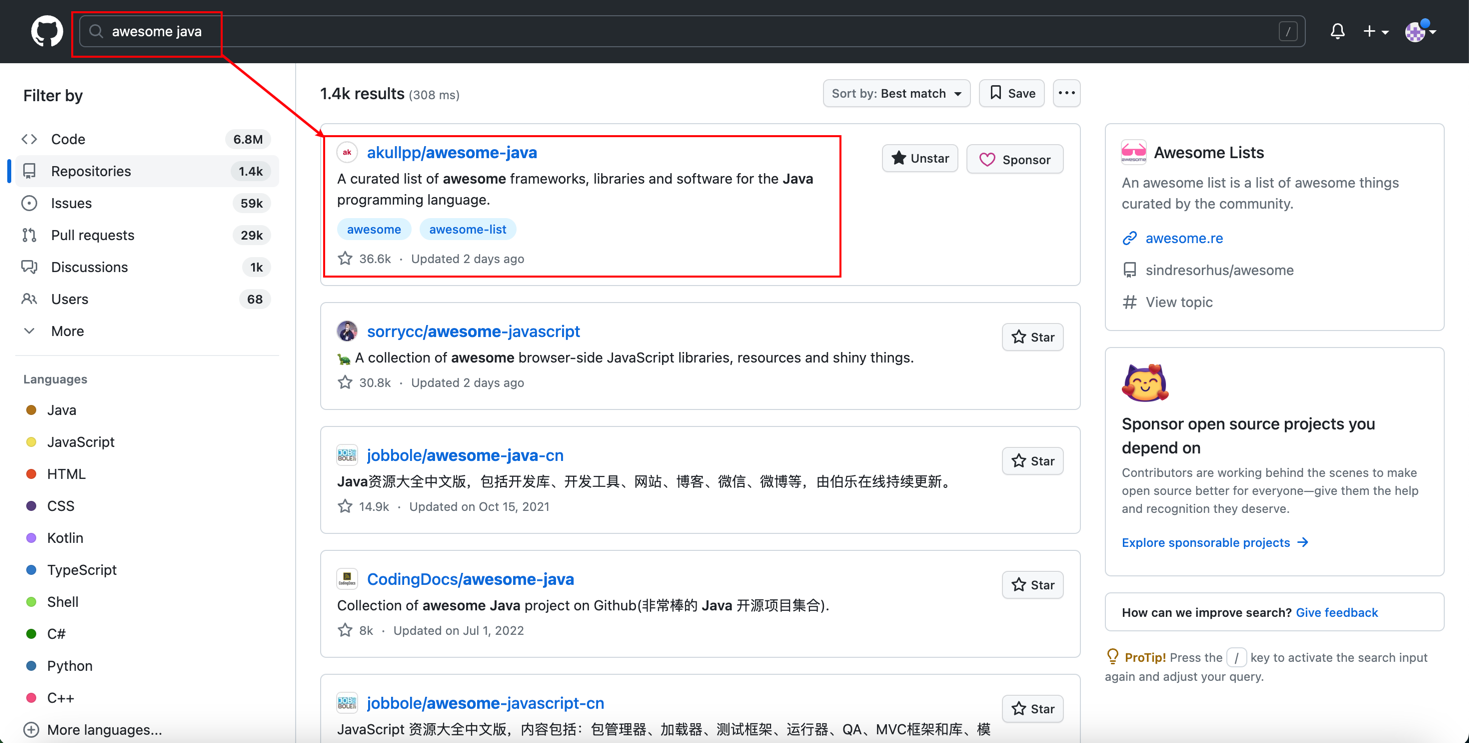 awesome java
/
Filter by
Code 6.8M
Repositories 1.4k
Issues 59k
Pull requests 29k
Discussions 1k
Users 68
More
Languages
Java
JavaScript
HTML
CSS
Kotlin
TypeScript
Shell
C#
Python
C++
More languages...
1.4k results (308 ms)
Sort by: Best match
Save
ak
akullpp/awesome-java
Unstar
Sponsor
A curated list of awesome frameworks, libraries and software for the Java
programming language.
awesome awesome-list
36.6k · Updated 2 days ago
sorrycc/awesome-javascript
Star
A collection of awesome browser-side JavaScript libraries, resources and shiny things.
30.8k · Updated 2 days ago
jobbole/awesome-java-cn
Star
Java资源大全中文版，包括开发库、开发工具、网站、博客、微信、微博等，由伯乐在线持续更新。
14.9k · Updated on Oct 15, 2021
CodingDocs/awesome-java
Star
Collection of awesome Java project on Github(非常棒的 Java 开源项目集合).
8k · Updated on Jul 1, 2022
jobbole/awesome-javascript-cn
Star
JavaScript 资源大全中文版，内容包括：包管理器、加载器、测试框架、运行器、QA、MVC框架和库、模
Awesome Lists
An awesome list is a list of awesome things
curated by the community.
awesome.re
sindresorhus/awesome
# View topic
Sponsor open source projects you
depend on
Contributors are working behind the scenes to make
open source better for everyone—give them the help
and recognition they deserve.
Explore sponsorable projects →
How can we improve search? Give feedback
ProTip! Press the / key to activate the search input
again and adjust your query.